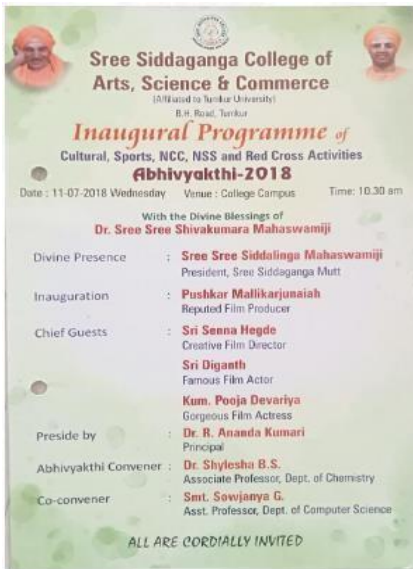 Sree Siddaganga College of
Arts, Science & Commerce
(Affiliated to Tumkur University)
B.H. Road, Tumkur
Inaugural Programme of
Cultural, Sports, NCC, NSS and Red Cross Activities
Abhivyakthi-2018
Date : 11-07-2018 Wednesday Venue : College Campus Time: 10.30 am
With the Divine Blessings of
Dr. Sree Sree Shivakumara Mahaswamiji
Divine Presence : Sree Sree Siddalinga Mahaswamiji
President, Sree Siddaganga Mutt
Inauguration : Pushkar Mallikarjunaiah
Reputed Film Producer
Chief Guests : Sri Senna Hegde
Creative Film Director
Sri Diganth
Famous Film Actor
Kum. Pooja Devariya
Gorgeous Film Actress
Preside by : Dr. R. Ananda Kumari
Principal
Abhivyakthi Convener : Dr. Shylesha B.S.
Associate Professor, Dept. of Chemistry
Co-convener : Smt. Sowjanya G.
Asst. Professor, Dept. of Computer Science
ALL ARE CORDIALLY INVITED